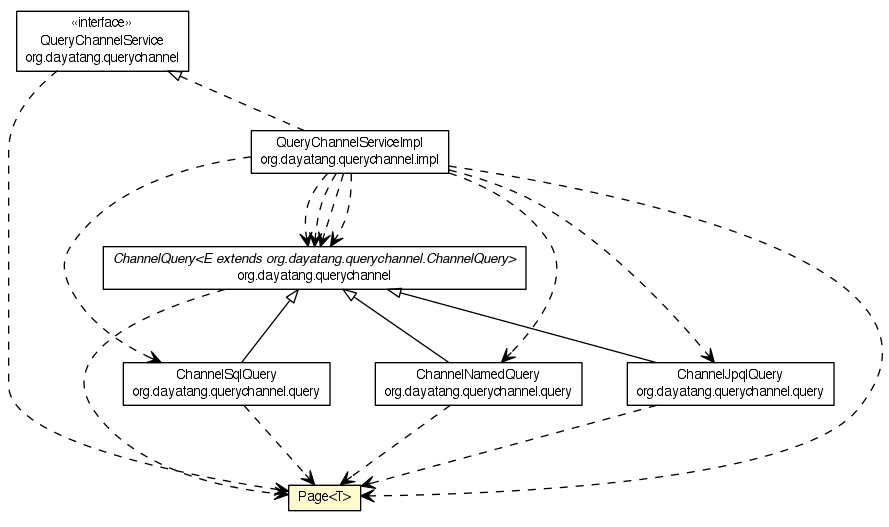 «interface»
QueryChannelService
org.dayatang.querychannel
QueryChannelServiceImpl
org.dayatang.querychannel.impl
ChannelQuery<E extends org.dayatang.querychannel.ChannelQuery>
org.dayatang.querychannel
ChannelSqlQuery
org.dayatang.querychannel.query
ChannelNamedQuery
org.dayatang.querychannel.query
ChannelJpqlQuery
org.dayatang.querychannel.query
Page<T>